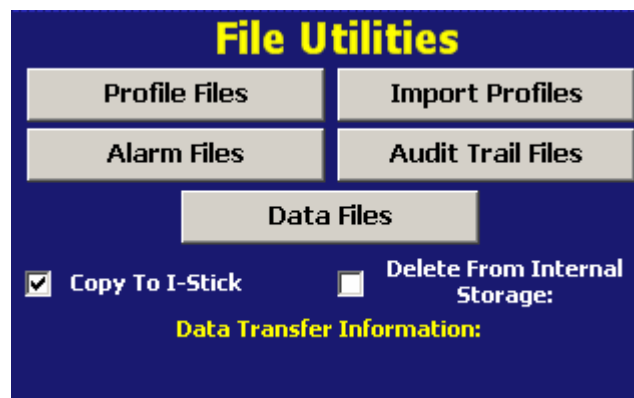 File Utilities
Profile Files
Import Profiles
Alarm Files
Audit Trail Files
Data Files
Copy To I-Stick
Delete From Internal
Storage:
Data Transfer Information: